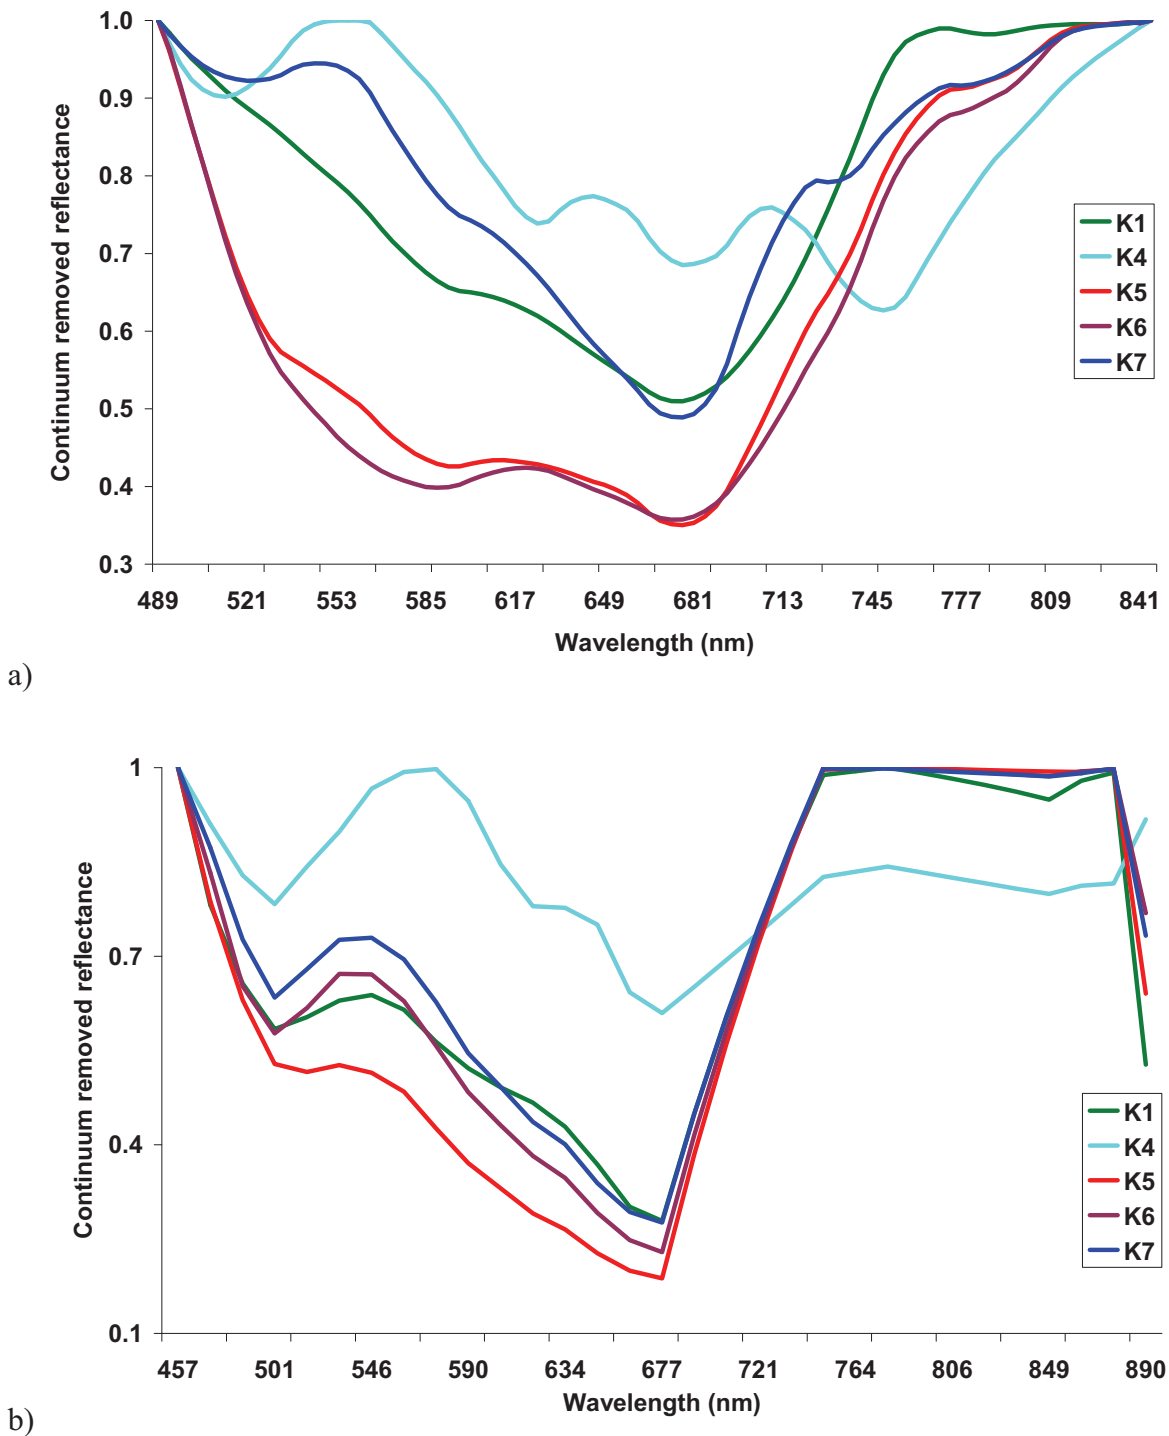 1.0
0.9
0.8
0.7
0.6
0.5
0.4
0.3
Continuum removed reflectance
489 521 553 585 617 649 681 713 745 777 809 841
Wavelength (nm)
K1
K4
K5
K6
K7
a)
1
0.7
0.4
0.1
Continuum removed reflectance
457 501 546 590 634 677 721 764 806 849 890
Wavelength (nm)
K1
K4
K5
K6
K7
b)